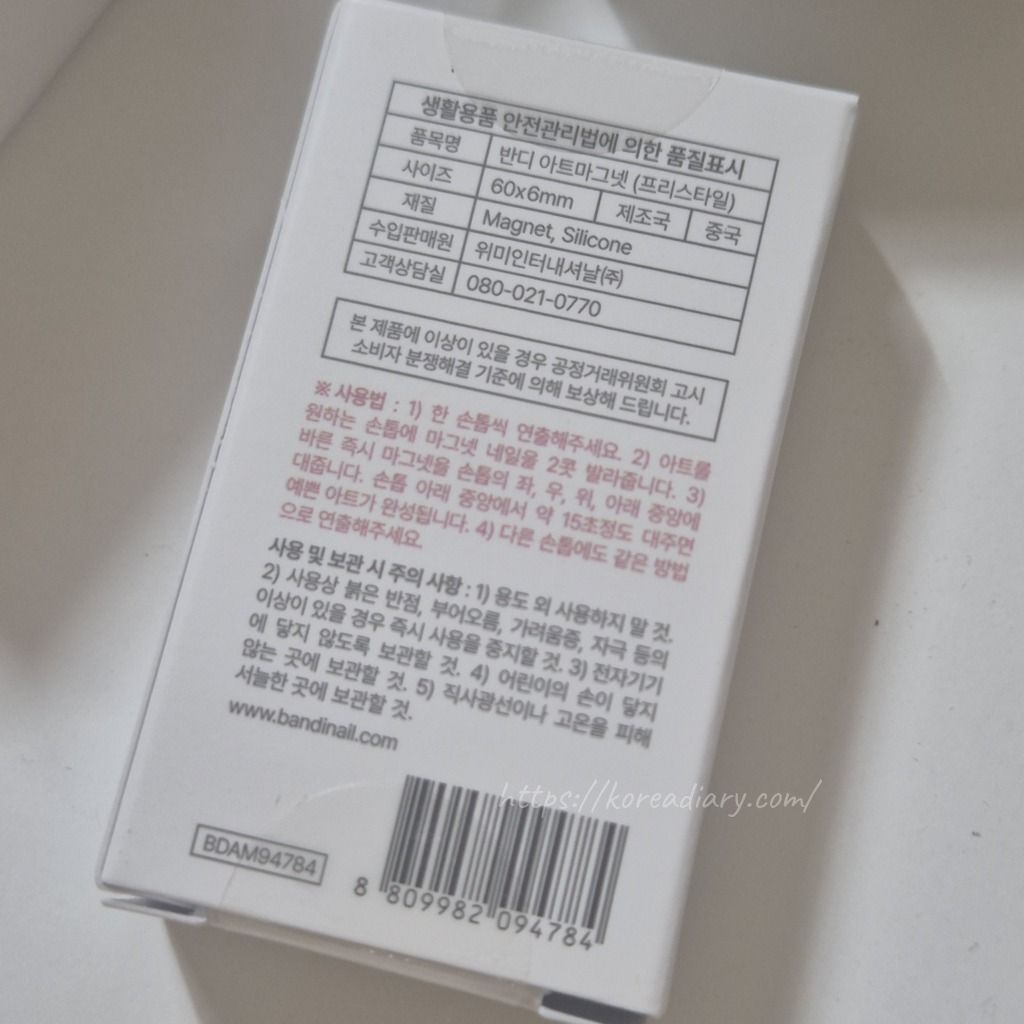 생활용품 안전관리법에 의한 품질표시
품목명 반디 아트마그넷 (프리스타일)
사이즈 60x6mm 제조국 중국
재질 Magnet, Silicone
수입판매원 위미인터내셔날㈜
고객상담실 080-021-0770
본 제품에 이상이 있을 경우 공정거래위원회 고시
소비자 분쟁해결 기준에 의해 보상해 드립니다.
※ 사용법 : 1) 한 손톱씩 연출해주세요. 2) 아트를
원하는 손톱에 마그넷 네일을 2콧 발라줍니다. 3)
바른 즉시 마그넷을 손톱의 좌, 우, 위, 아래 중앙에
대줍니다. 손톱 아래 중앙에서 약 15초정도 대주면
예쁜 아트가 완성됩니다. 4) 다른 손톱에도 같은 방법
으로 연출해주세요.
사용 및 보관 시 주의 사항 : 1) 용도 외 사용하지 말 것.
2) 사용상 붉은 반점, 부어오름, 가려움증, 자극 등의
이상이 있을 경우 즉시 사용을 중지할 것. 3) 전자기기
에 닿지 않도록 보관할 것. 4) 어린이의 손이 닿지
않는 곳에 보관할 것. 5) 직사광선이나 고온을 피해
서늘한 곳에 보관할 것.
www.bandinail.com
https://koreadiary.com/
BDAM94784
8 809982 094784